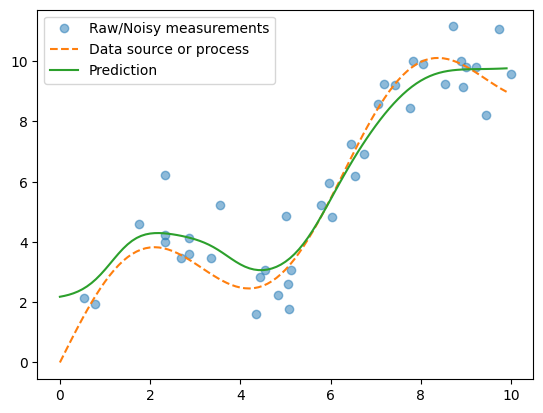 Raw/Noisy measurements
Data source or process
Prediction
10
8
6
4
2
0
0 2 4 6 8 10